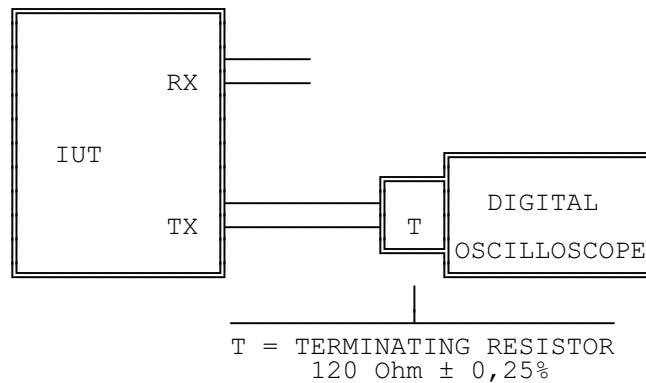 RX
IUT
TX
T
DIGITAL
OSCILLOSCOPE
T = TERMINATING RESISTOR
120 Ohm ± 0,25%